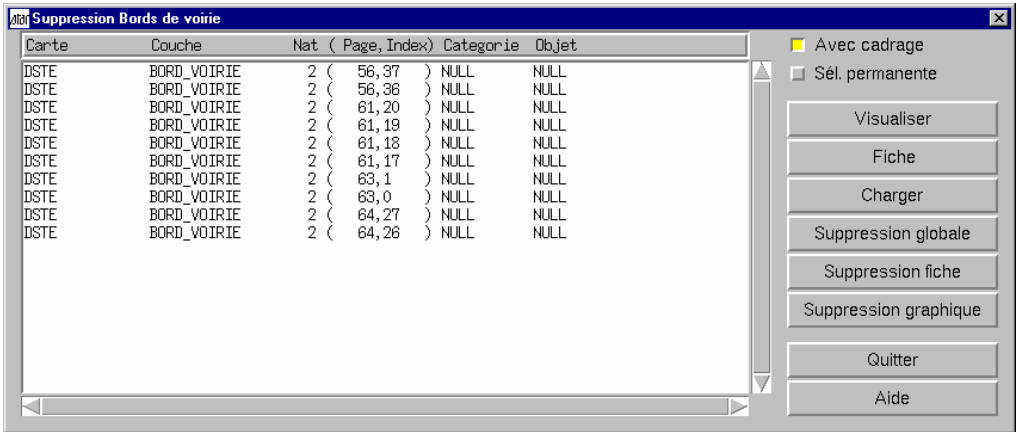 Suppression Bords de voirie
Carte Couche Nat ( Page,Index) Categorie Objet
DSTE BORD_VOIRIE 2 ( 56,37 ) NULL NULL
DSTE BORD_VOIRIE 2 ( 56,36 ) NULL NULL
DSTE BORD_VOIRIE 2 ( 61,20 ) NULL NULL
DSTE BORD_VOIRIE 2 ( 61,19 ) NULL NULL
DSTE BORD_VOIRIE 2 ( 61,18 ) NULL NULL
DSTE BORD_VOIRIE 2 ( 61,17 ) NULL NULL
DSTE BORD_VOIRIE 2 ( 63,1 ) NULL NULL
DSTE BORD_VOIRIE 2 ( 63,0 ) NULL NULL
DSTE BORD_VOIRIE 2 ( 64,27 ) NULL NULL
DSTE BORD_VOIRIE 2 ( 64,26 ) NULL NULL
Avec cadrage
Sél. permanente
Visualiser
Fiche
Charger
Suppression globale
Suppression fiche
Suppression graphique
Quitter
Aide